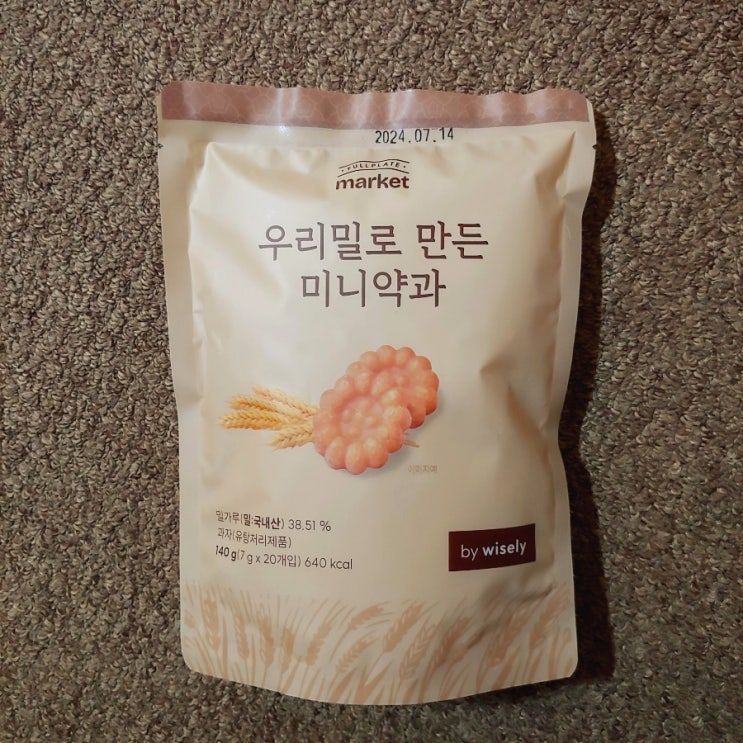 2024.07.14
FULLPLATE
market
우리밀로 만든
미니약과
이미지예
밀가루(밀:국내산) 38.51 %
과자(유탕처리제품)
140 g(7 g x 20개입) 640 kcal
by wisely